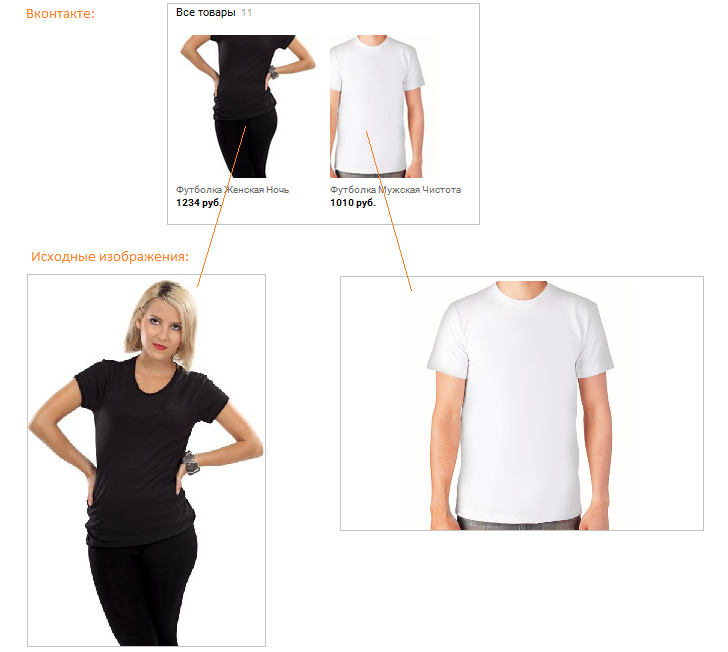 Вконтакте:
Все товары 11
Футболка Женская Ночь
1234 руб.
Футболка Мужская Чистота
1010 руб.
Исходные изображения: